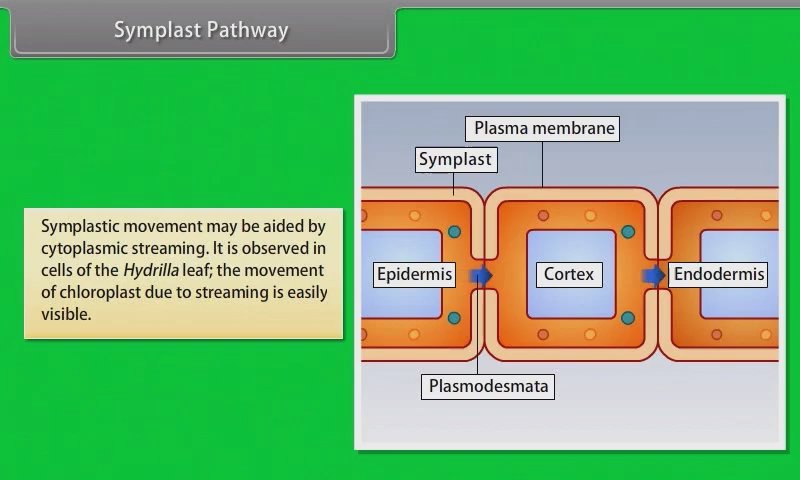 Symplast Pathway
Plasma membrane
Symplast
Symplastic movement may be aided by
cytoplasmic streaming. It is observed in
cells of the Hydrilla leaf; the movement
of chloroplast due to streaming is easily
visible.
Epidermis
Cortex
Endodermis
Plasmodesmata